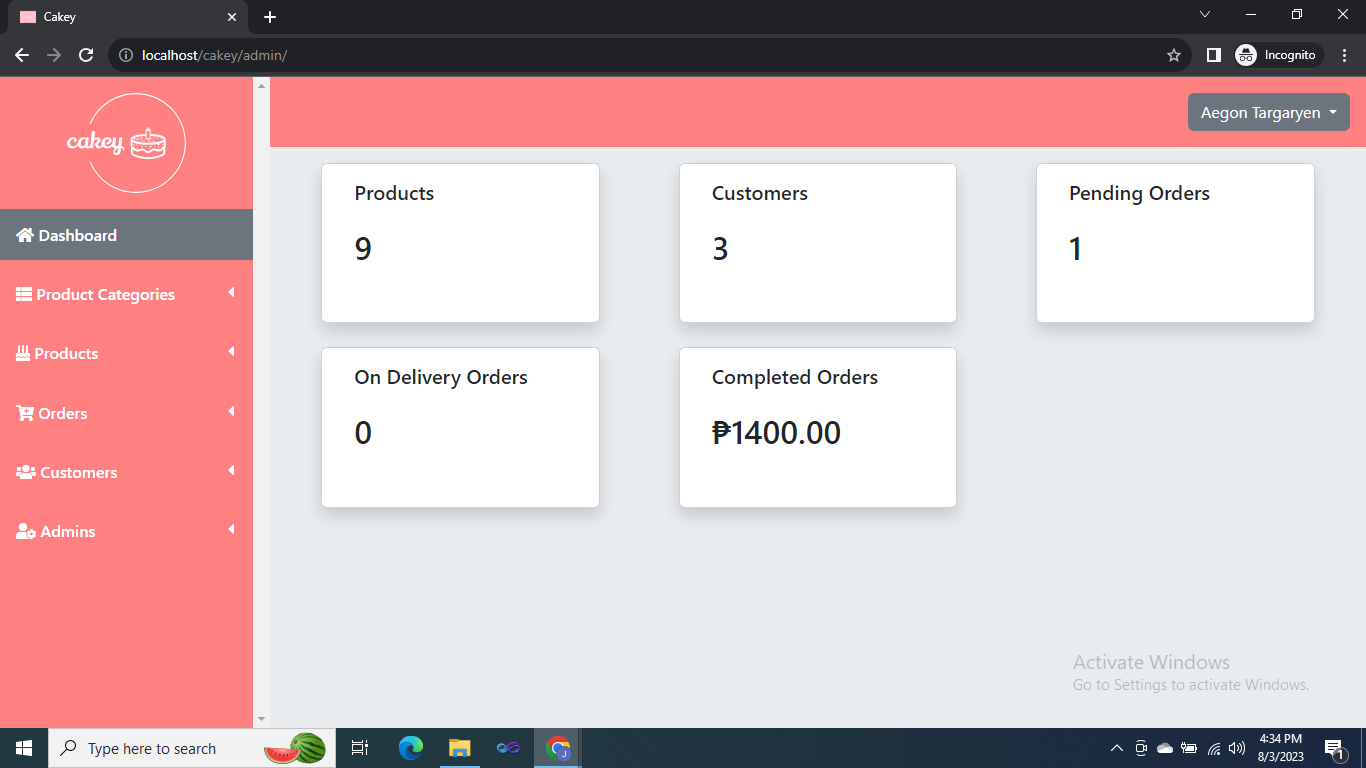 Cakey
localhost/cakey/admin/
Incognito
cakey
Aegon Targaryen
Dashboard
Product Categories
Products
Orders
Customers
Admins
Products
9
Customers
3
Pending Orders
1
On Delivery Orders
0
Completed Orders
₱1400.00
Activate Windows
Go to Settings to activate Windows.
Type here to search
J
4:34 PM
8/3/2023
1